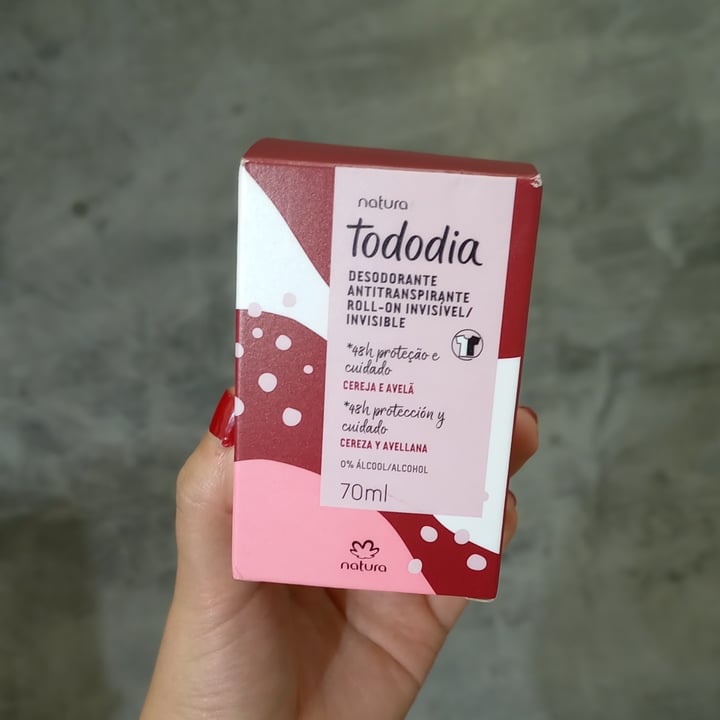 natura
tododia
DESODORANTE
ANTITRANSPIRANTE
ROLL-ON INVISÍVEL/
INVISIBLE
*48h proteção e
cuidado
CEREJA E AVELÃ
*48h protección y
cuidado
CEREZA Y AVELLANA
0% ÁLCOOL/ALCOHOL
70ml
natura